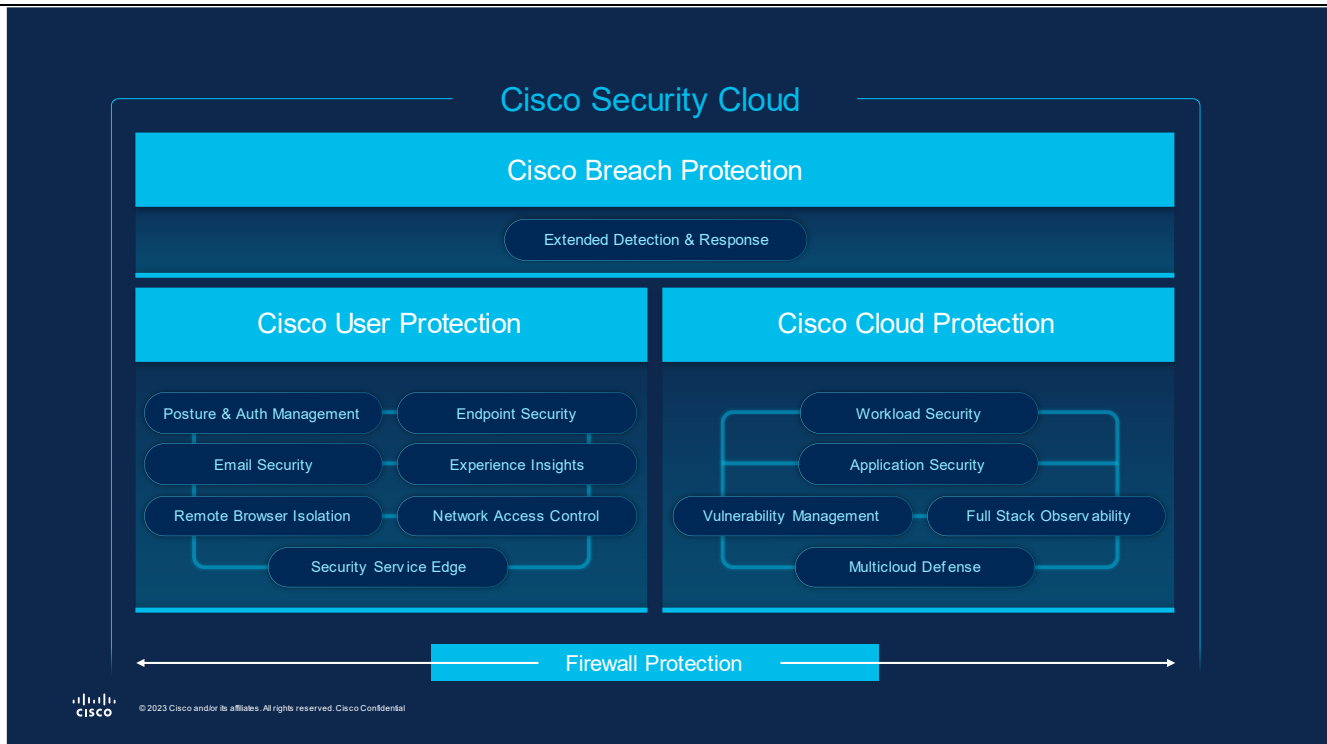 Cisco Security Cloud
Cisco Breach Protection
Extended Detection & Response
Cisco User Protection
Posture & Auth Management
Endpoint Security
Email Security
Experience Insights
Remote Browser Isolation
Network Access Control
Security Service Edge
Cisco Cloud Protection
Workload Security
Application Security
Vulnerability Management
Full Stack Observability
Multicloud Defense
Firewall Protection
CISCO
© 2023 Cisco and/or its affiliates. All rights reserved. Cisco Confidential